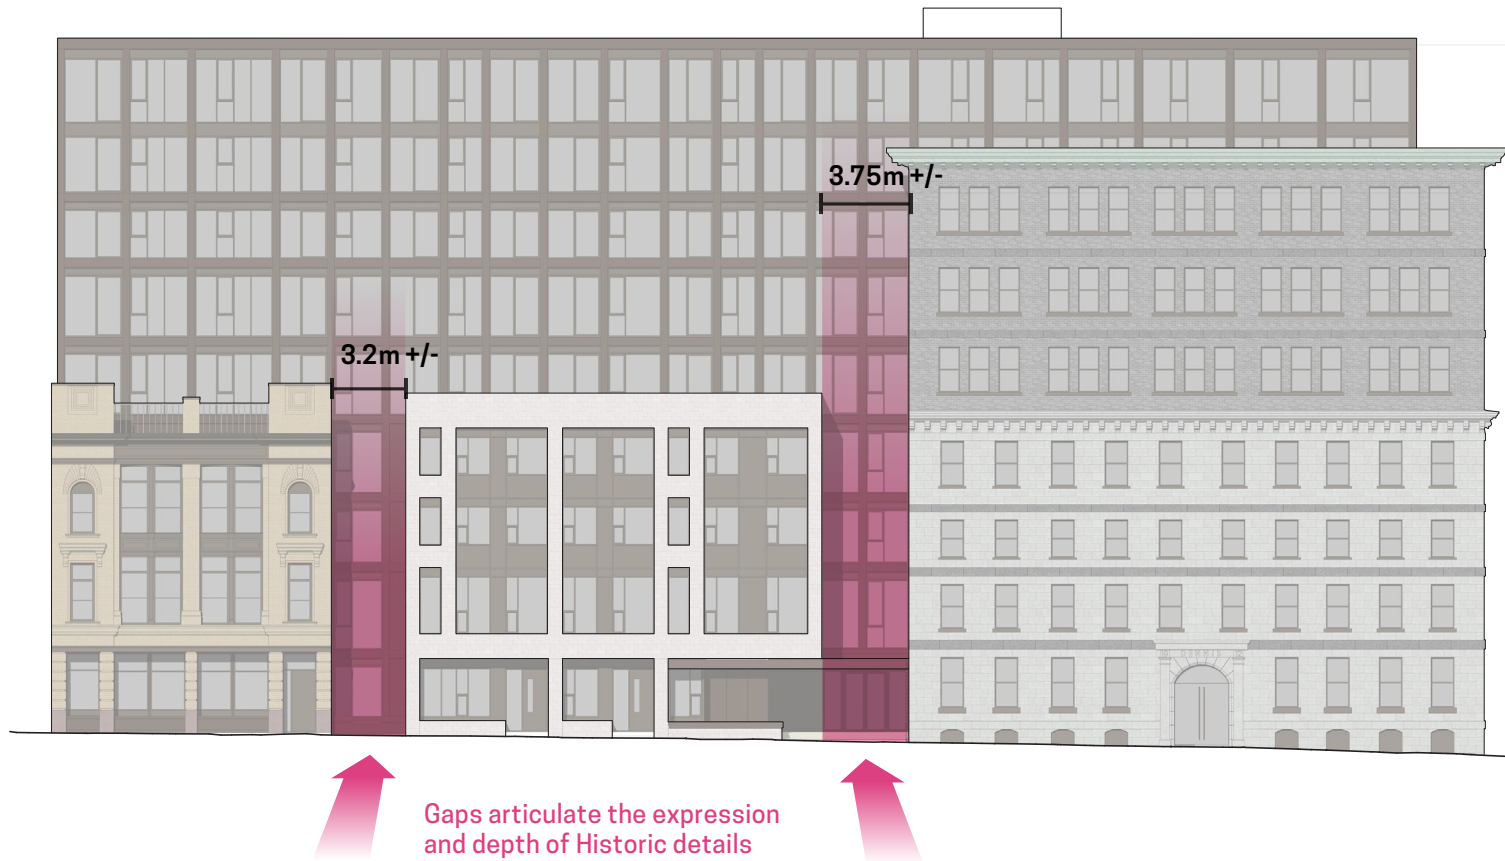 3.75m +/-
3.2m +/-
Gaps articulate the expression
and depth of Historic details